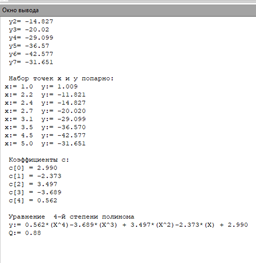 Окно вывода
y2= -14.827
y3= -20.02
y4= -29.099
y5= -36.57
y6= -42.577
y7= -31.651
Набор точек x и y попарно:
x:= 1.0 y:= 1.009
x:= 2.2 y:= -11.821
x:= 2.4 y:= -14.827
x:= 2.7 y:= -20.020
x:= 3.1 y:= -29.099
x:= 3.5 y:= -36.570
x:= 4.5 y:= -42.577
x:= 5.0 y:= -31.651
Коэффициенты c:
c[0] = 2.990
c[1] = -2.373
c[2] = 3.497
c[3] = -3.689
c[4] = 0.562
Уравнение 4-й степени полинома
y:= 0.562*(X^4)-3.689*(X^3) + 3.497*(X^2)-2.373*(X) + 2.990
Q:= 0.88